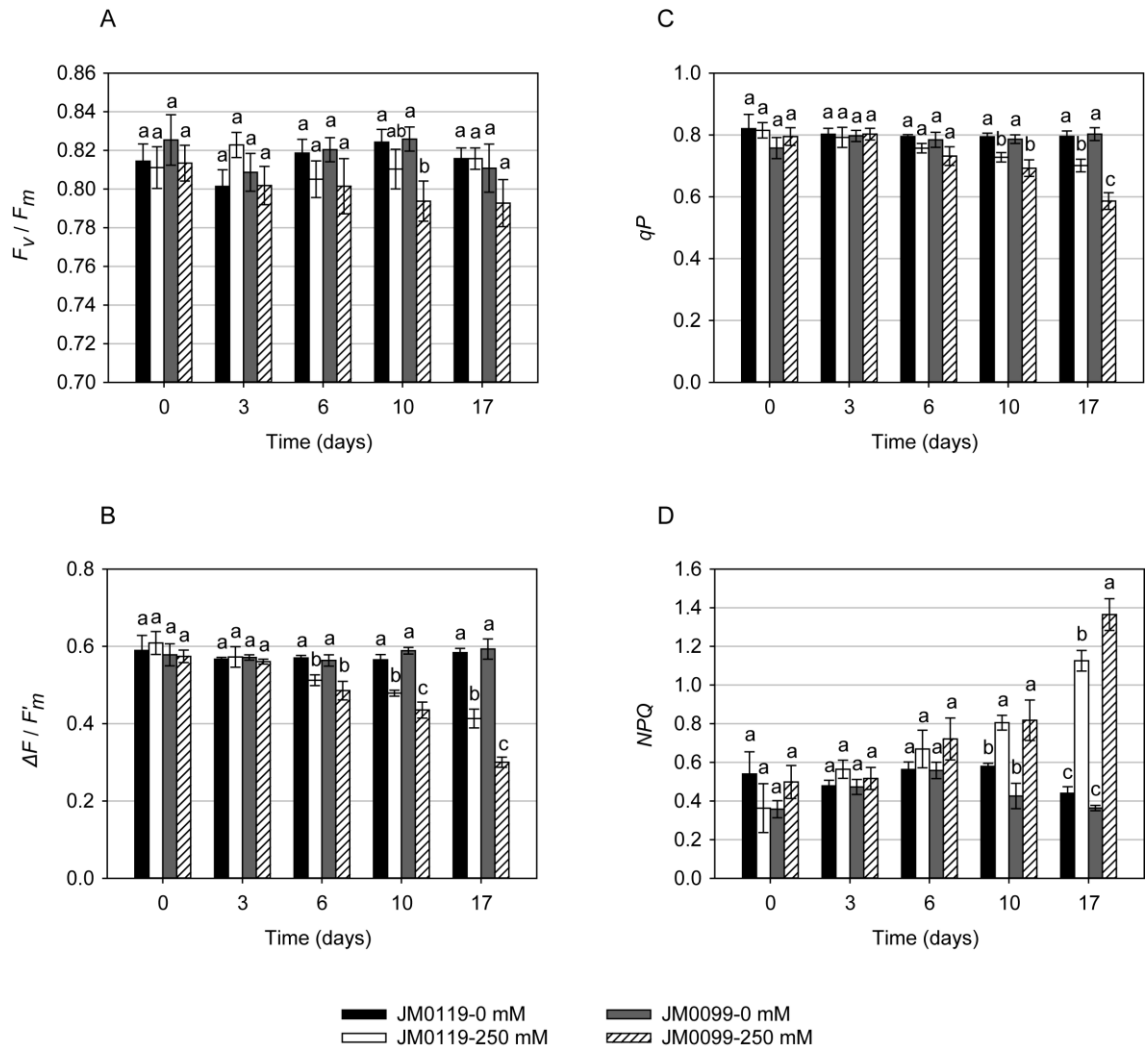 A
a a a a a a a a a a a a a ab a b a a a a
0.86
0.84
0.82
0.80
0.78
0.76
0.74
0.72
0.70
Fv / Fm
0 3 6 10 17
Time (days)
C
a a a a a a a a a a a a a b a b a b a c
1.0
0.8
0.6
0.4
0.2
0.0
qP
0 3 6 10 17
Time (days)
B
a a a a a a a a a b a b a b a c a b a c
0.8
0.6
0.4
0.2
0.0
ΔF / F'm
0 3 6 10 17
Time (days)
D
a a a a a a a a a a a a b a b a c b c a
1.6
1.4
1.2
1.0
0.8
0.6
0.4
0.2
0.0
NPQ
0 3 6 10 17
Time (days)
JM0119-0 mM
JM0119-250 mM
JM0099-0 mM
JM0099-250 mM